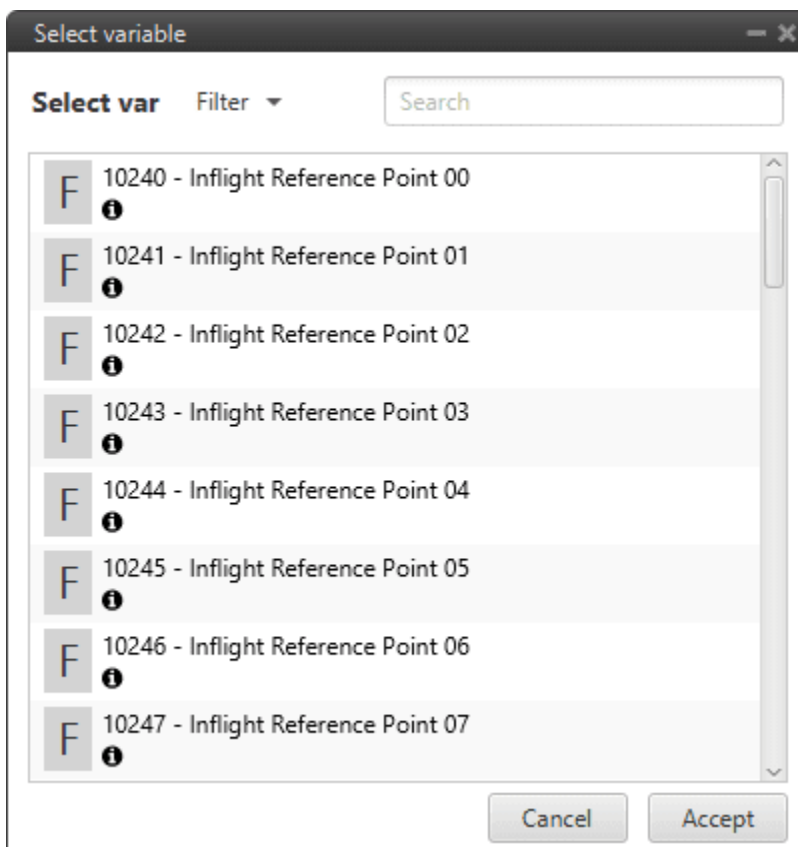 Select variable
Select var Filter Search
F 10240 - Inflight Reference Point 00
F 10241 - Inflight Reference Point 01
F 10242 - Inflight Reference Point 02
F 10243 - Inflight Reference Point 03
F 10244 - Inflight Reference Point 04
F 10245 - Inflight Reference Point 05
F 10246 - Inflight Reference Point 06
F 10247 - Inflight Reference Point 07
Cancel Accept